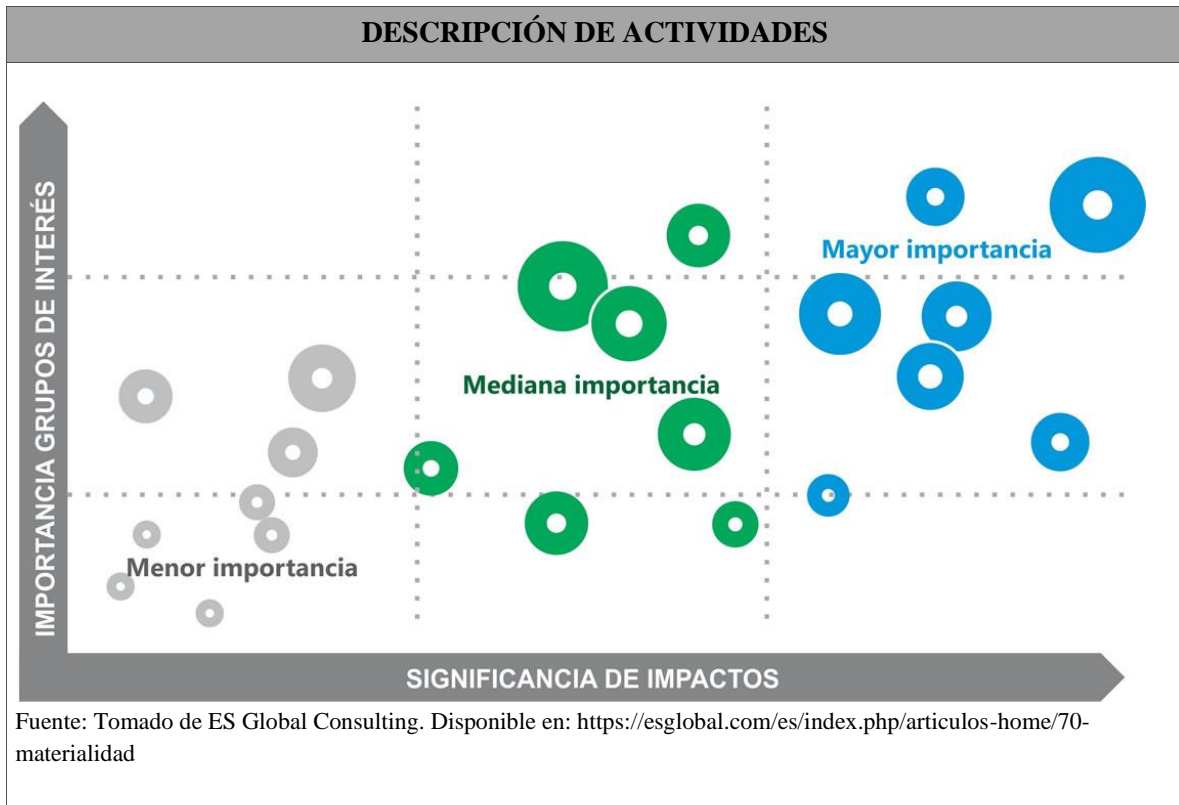 DESCRIPCIÓN DE ACTIVIDADES
IMPORTANCIA GRUPOS DE INTERÉS
Mayor importancia
Mediana importancia
Menor importancia
SIGNIFICANCIA DE IMPACTOS
Fuente: Tomado de ES Global Consulting. Disponible en: https://esglobal.com/es/index.php/articulos-home/70-
materialidad